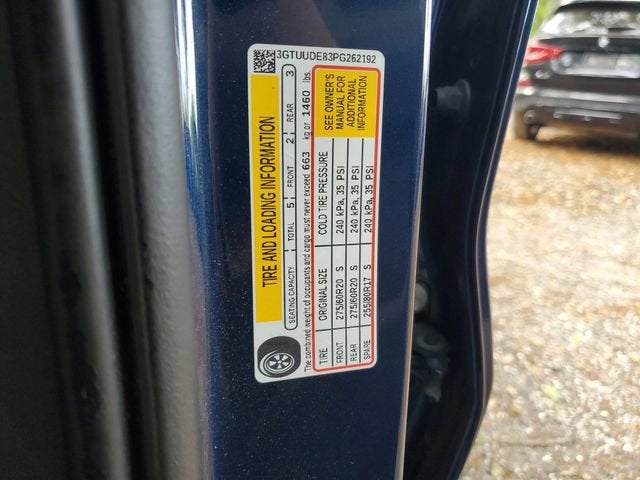 3GTUUDE83PG262192
TIRE AND LOADING INFORMATION
SEATING CAPACITY TOTAL 5 FRONT 2 REAR 3
The combined weight of occupants and cargo must never exceed 663 kg or 1460 lbs.
TIRE ORIGINAL SIZE COLD TIRE PRESSURE
FRONT 275/60R20 S 240 kPa, 35 PSI
REAR 275/60R20 S 240 kPa, 35 PSI
SPARE 255/80R17 S 240 kPa, 35 PSI
SEE OWNER'S
MANUAL FOR
ADDITIONAL
INFORMATION